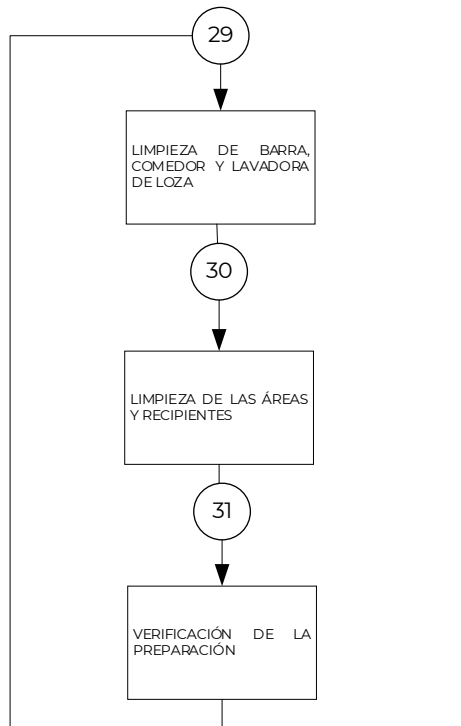 29
LIMPIEZA DE BARRA,
COMEDOR Y LAVADORA
DE LOZA
30
LIMPIEZA DE LAS ÁREAS
Y RECIPIENTES
31
VERIFICACIÓN DE LA
PREPARACIÓN